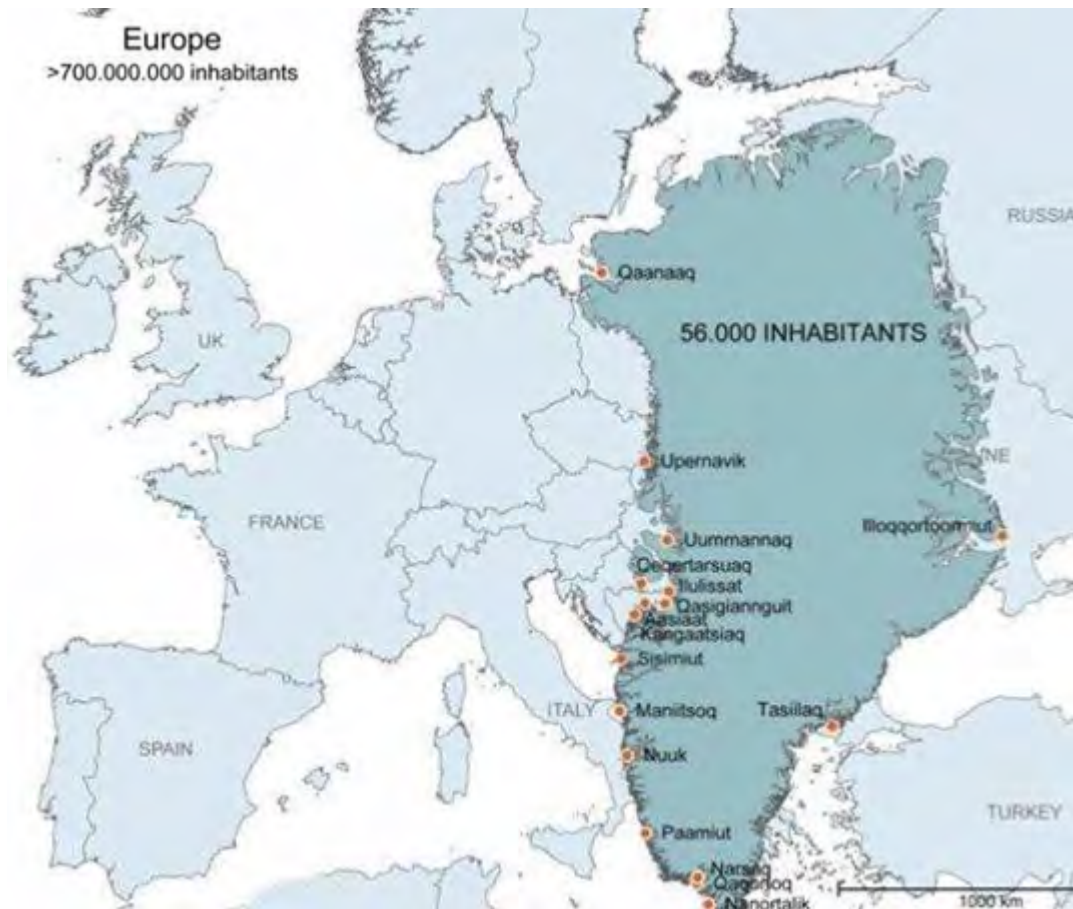 Europe
>700.000.000 inhabitants
RUSSIA
Qaanaaq
56.000 INHABITANTS
UK
Upernavik
INE
FRANCE
Illoqqortoormiut
Uummannaq
Qeqertarsuaq
Ilulissat
Qasigiannguit
Aasiaat
Kangaatsiaq
Sisimiut
ITALY
Maniitsoq
Tasiilaq
SPAIN
Nuuk
TURKEY
Paamiut
Narsaq
Qaqortoq
Nanortalik
1000 km